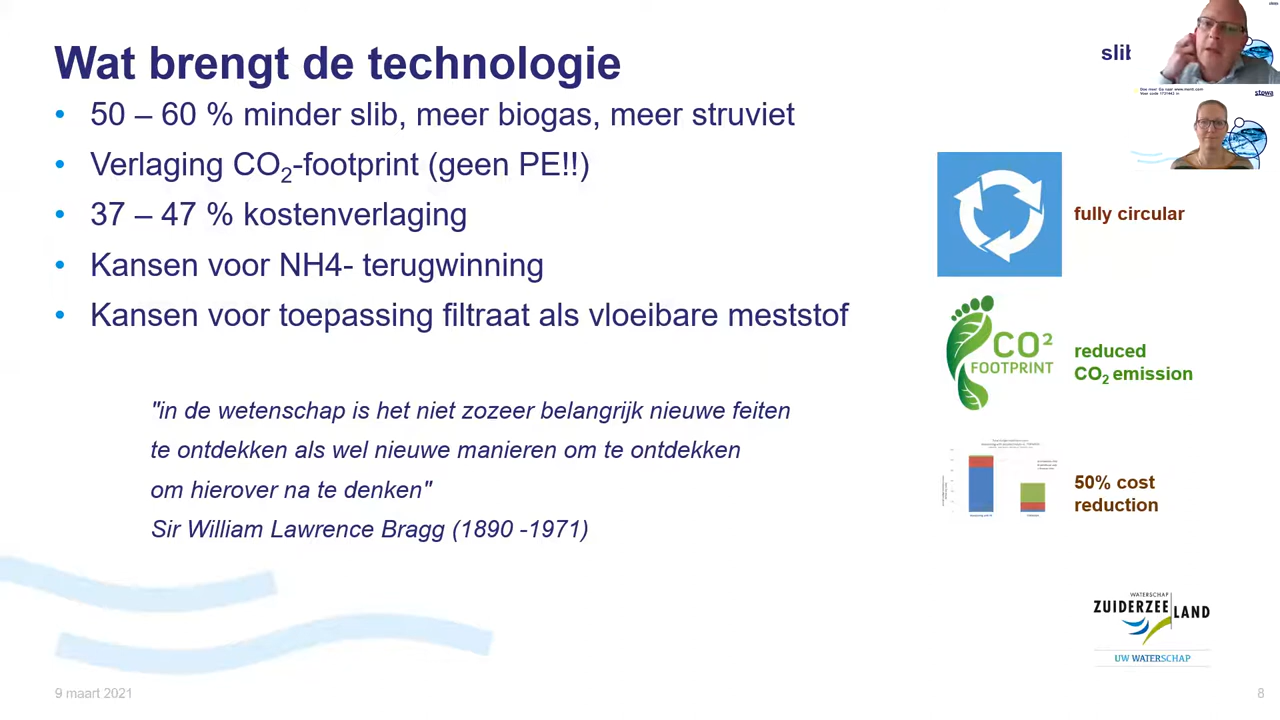 Wat brengt de technologie
• 50 – 60 % minder slib, meer biogas, meer struviet
• Verlaging CO2-footprint (geen PE!!)
• 37 – 47 % kostenverlaging
• Kansen voor NH4- terugwinning
• Kansen voor toepassing filtraat als vloeibare meststof
"in de wetenschap is het niet zozeer belangrijk nieuwe feiten
te ontdekken als wel nieuwe manieren om te ontdekken
om hierover na te denken"
Sir William Lawrence Bragg (1890 -1971)
stowa
fully circular
CO²
FOOTPRINT
reduced
CO2 emission
50% cost
reduction
WATERSCHAP
ZUIDERZEELAND
UW WATERSCHAP
9 maart 2021
8